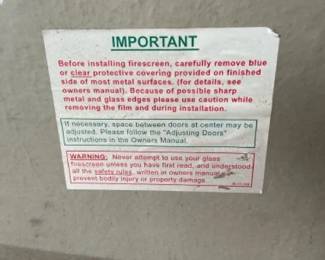 IMPORTANT
Before installing firescreen, carefully remove blue
or clear protective covering provided on finished
side of most metal surfaces. (for details, see
owners manual). Because of possible sharp
metal and glass edges please use caution while
removing the film and during installation.
If necessary, space between doors at center may be
adjusted. Please follow the "Adjusting Doors"
instructions in the Owners Manual.
WARNING: Never attempt to use your glass
firescreen unless you have first read, and understood
all the safety rules, written in owners manual
prevent bodily injury or property damage.